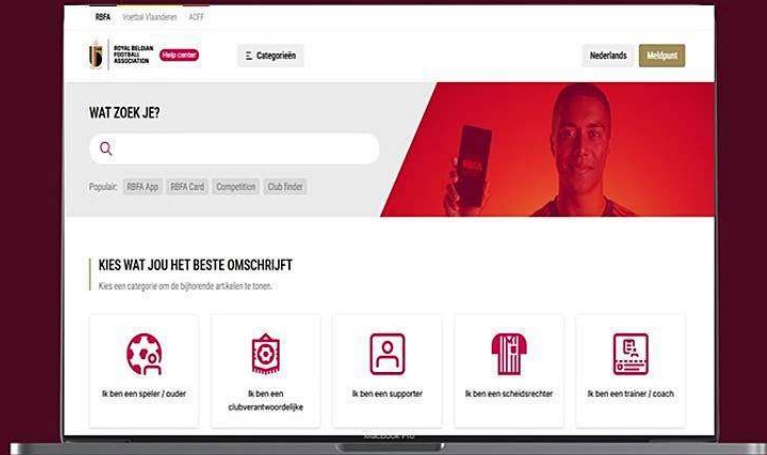 RBFA Voetbal Vlaanderen ACFF
ROYAL BELGIAN
FOOTBALL
ASSOCIATION
Help center
Categorieën
Nederlands
Meldpunt
WAT ZOEK JE?
Populair: RBFA App RBFA Card Competition Club finder
RBFA
KIES WAT JOU HET BESTE OMSCHRIJFT
Kies een categorie om de bijhorende artikelen te tonen.
Ik ben een speler / ouder
Ik ben een
clubverantwoordelijke
Ik ben een supporter
Ik ben een scheidsrechter
Ik ben een trainer / coach
MacBook Pro